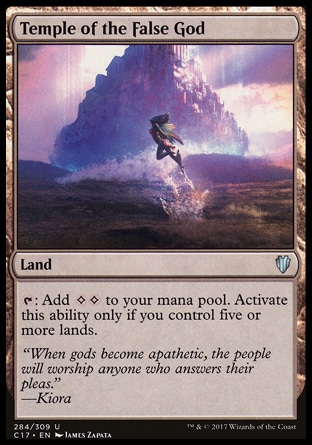 Temple of the False God
Land
: Add ◇ ◇ to your mana pool. Activate
this ability only if you control five or
more lands.
“When gods become apathetic, the people
will worship anyone who answers their
pleas.”
—Kiora
284/309 U
C17 • EN James Zapata
™ & © 2017 Wizards of the Coast